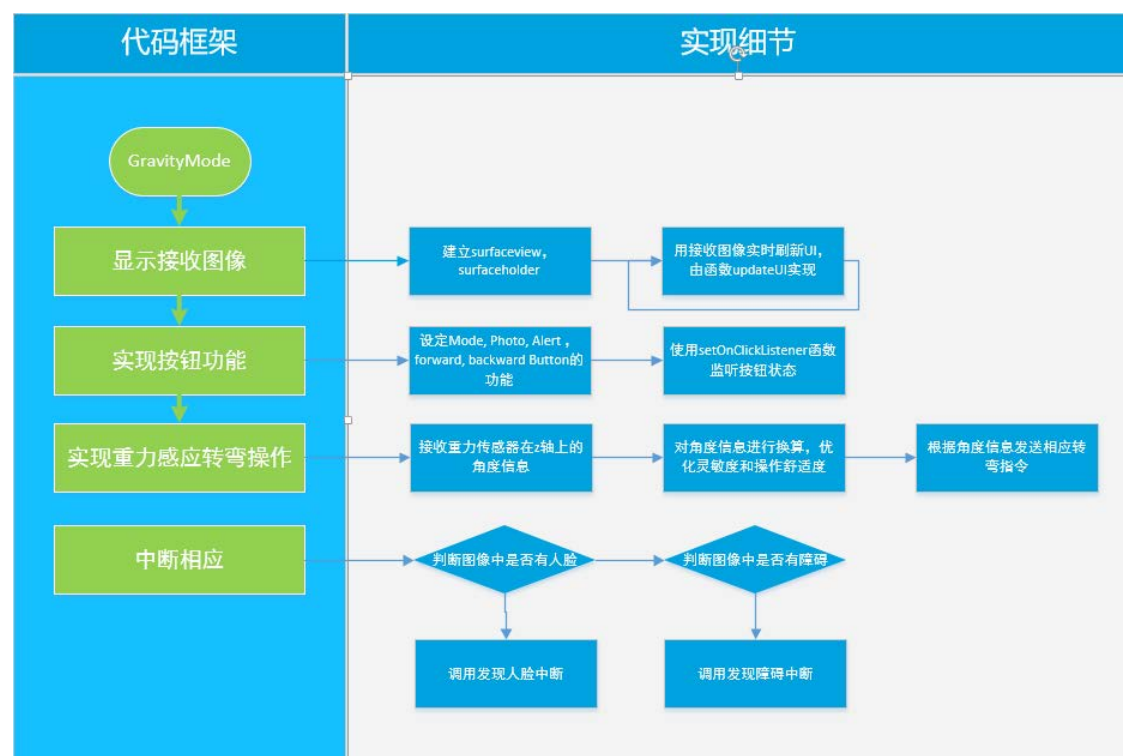 代码框架
实现细节
GravityMode
显示接收图像
建立surfaceview，
surfaceholder
用接收图像实时刷新UI，
由函数updateUI实现
实现按钮功能
设定Mode, Photo, Alert ，
forward, backward Button的
功能
使用setOnClickListener函数
监听按钮状态
实现重力感应转弯操作
接收重力传感器在z轴上的
角度信息
对角度信息进行换算，优
化灵敏度和操作舒适度
根据角度信息发送相应转
弯指令
中断相应
判断图像中是否有人脸
判断图像中是否有障碍
调用发现人脸中断
调用发现障碍中断